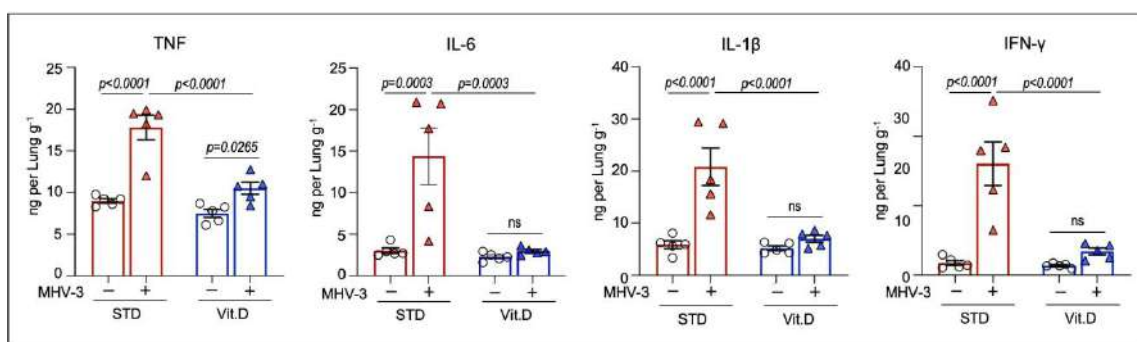 TNF
IL-6
IL-1β
IFN-γ
ng per Lung g⁻¹
25
20
15
10
5
0
p<0.0001
p<0.0001
p=0.0265
MHV-3
− + − +
STD
Vit.D
ng per Lung g⁻¹
25
20
15
10
5
0
p=0.0003
p=0.0003
ns
MHV-3
− + − +
STD
Vit.D
ng per Lung g⁻¹
40
30
20
10
0
p<0.0001
p<0.0001
ns
MHV-3
− + − +
STD
Vit.D
ng per Lung g⁻¹
40
30
20
10
0
p<0.0001
p<0.0001
ns
MHV-3
− + − +
STD
Vit.D